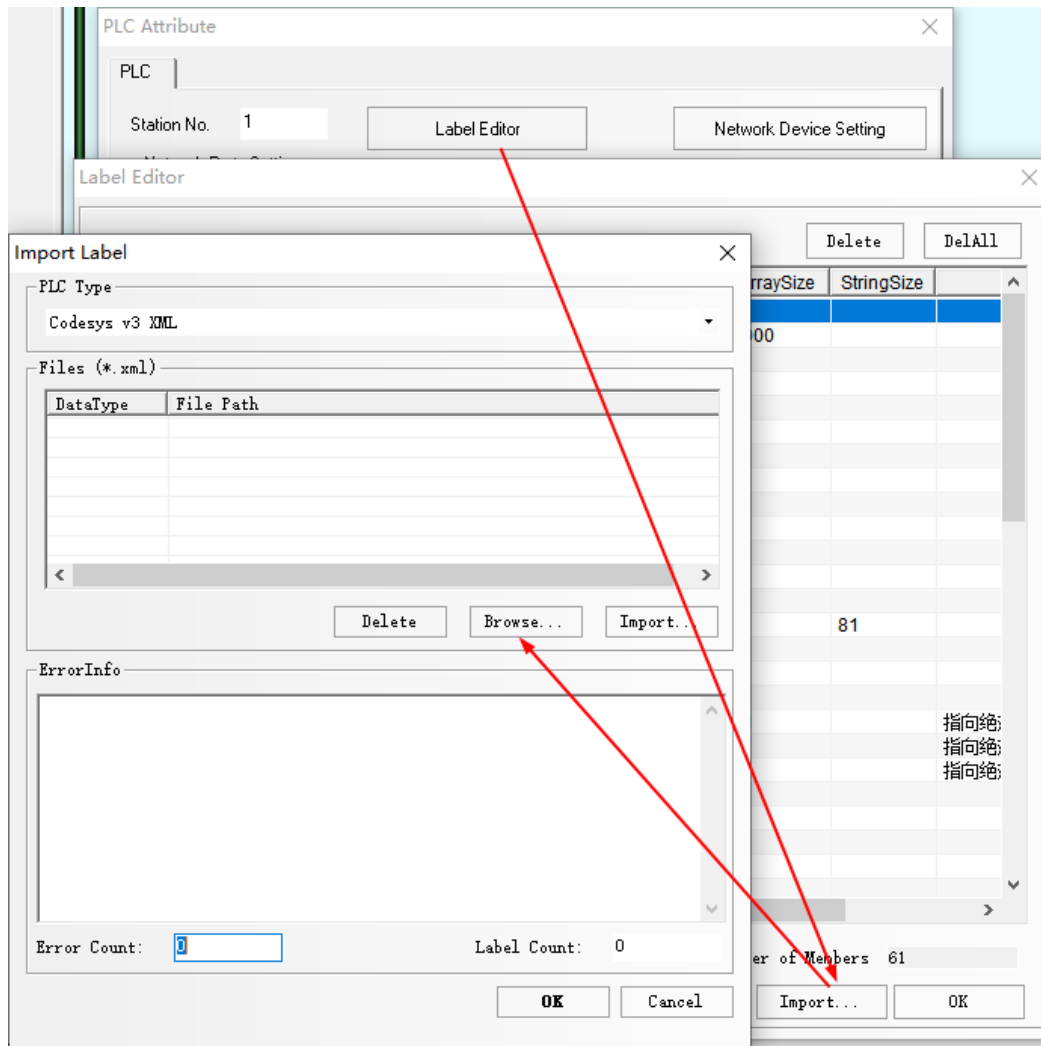 PLC Attribute
PLC
Station No. 1 Label Editor Network Device Setting
Label Editor
Delete DelAll
Import Label
PLC Type
Codesys v3 XML
rraySize StringSize
Files (*.xml)
DataType File Path
81
Delete Browse... Import...
ErrorInfo
指向绝
指向绝
指向绝
Error Count: 0 Label Count: 0
er of Members 61
OK Cancel
Import... OK